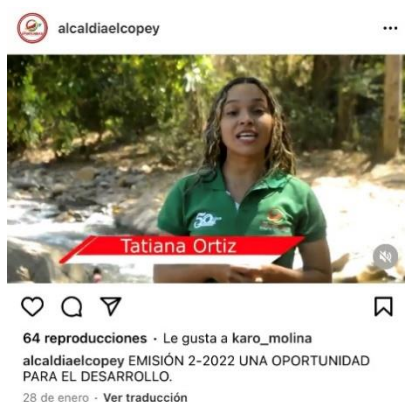 alcaldiaelcopey
50
Tatiana Ortiz
64 reproducciones · Le gusta a karo_molina
alcaldiaelcopey EMISIÓN 2-2022 UNA OPORTUNIDAD
PARA EL DESARROLLO.
28 de enero · Ver traducción